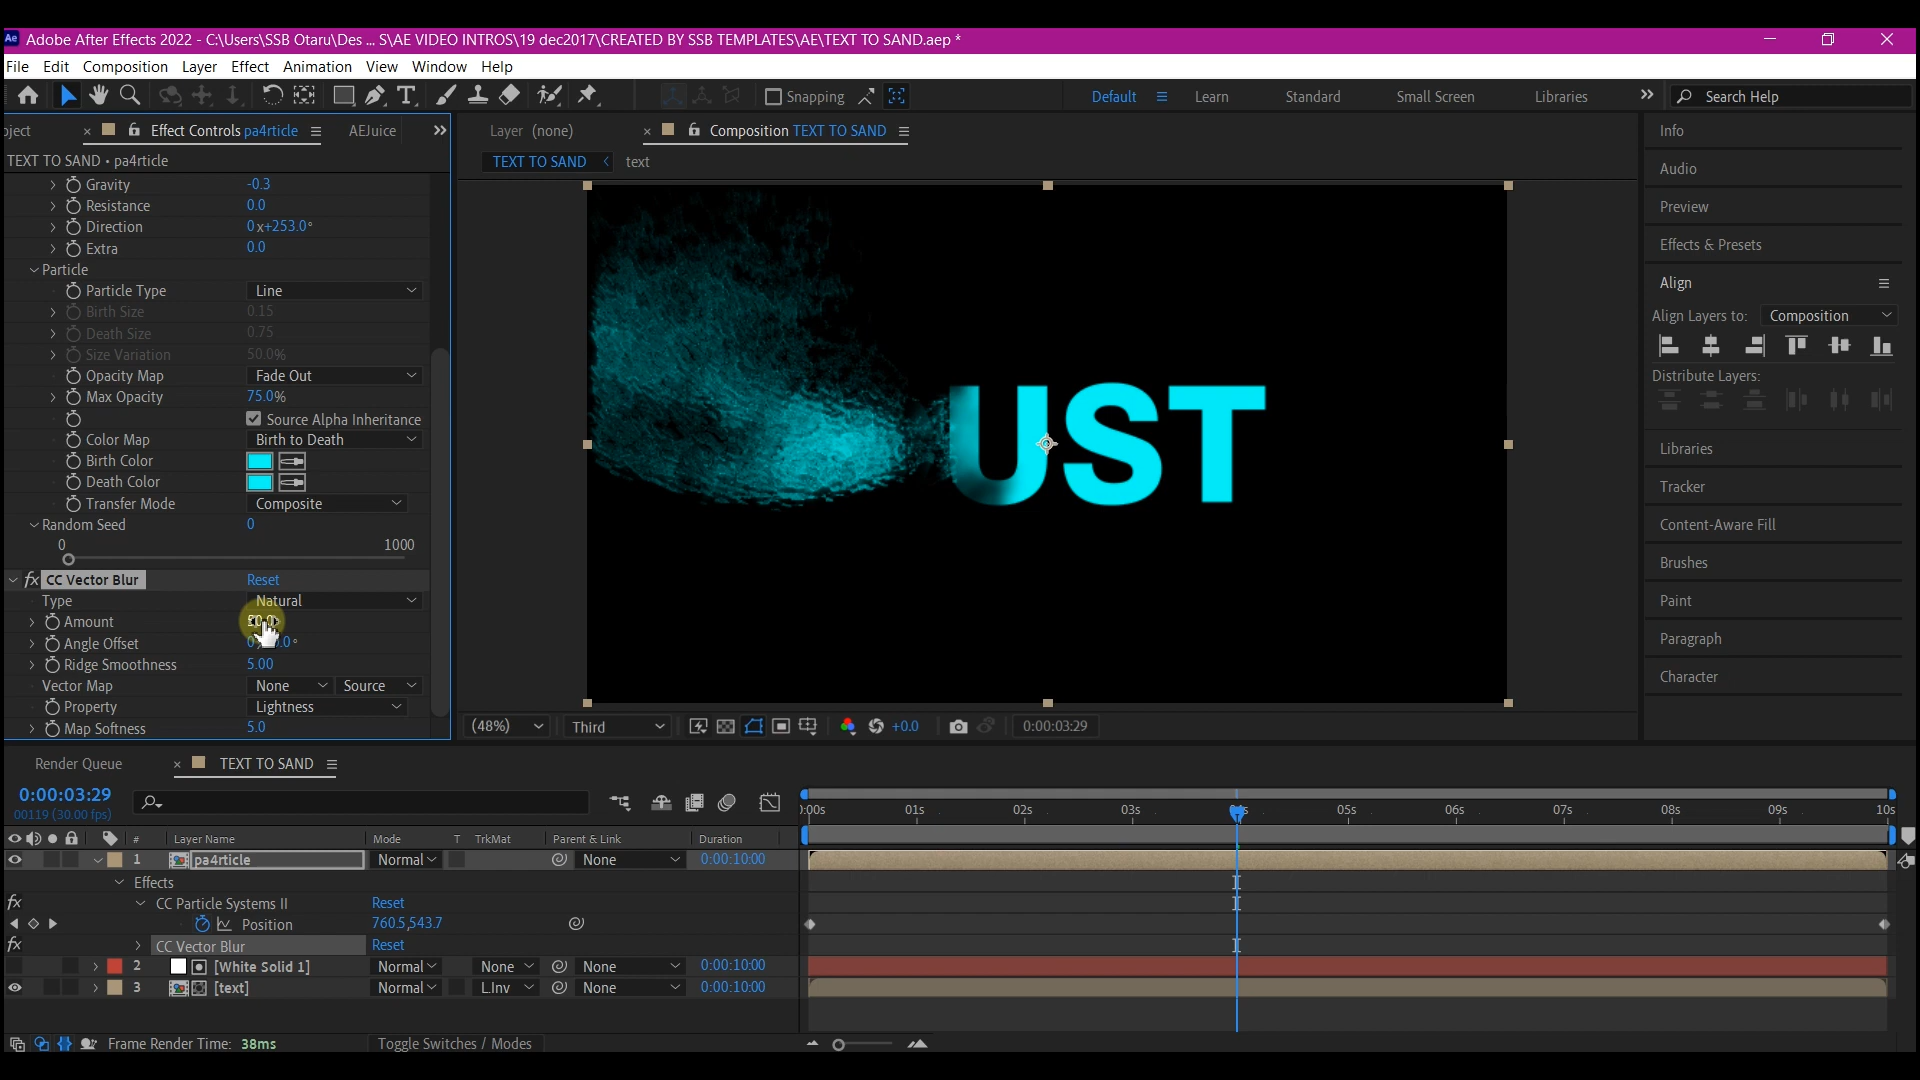 Ae Adobe After Effects 2022 - C:\Users\SSB Otaru\Des ... S\AE VIDEO INTROS\19 dec2017\CREATED BY SSB TEMPLATES\AE\TEXT TO SAND.aep *
File Edit Composition Layer Effect Animation View Window Help
Snapping Default Learn Standard Small Screen Libraries Search Help
oject Effect Controls pa4rticle AEJuice Layer (none) Composition TEXT TO SAND Info
TEXT TO SAND • pa4rticle TEXT TO SAND text
Audio
Gravity -0.3
Resistance 0.0 Preview
Direction 0x+253.0°
Extra 0.0 Effects & Presets
Particle
Particle Type Line Align
Birth Size 0.15 Align Layers to: Composition
Death Size 0.75
Size Variation 50.0%
Opacity Map Fade Out Distribute Layers:
Max Opacity 75.0%
Source Alpha Inheritance
Color Map Birth to Death UST
Birth Color Libraries
Death Color Tracker
Transfer Mode Composite
Random Seed 0 Content-Aware Fill
0 1000
Brushes
CC Vector Blur Reset
Type Natural Paint
Amount
Angle Offset Paragraph
Ridge Smoothness 5.00
Vector Map None Source Character
Property Lightness
Map Softness 5.0 (48%) Third +0.0 0:00:03:29
Render Queue TEXT TO SAND
0:00:03:29
00119 (30.00 fps) 01s 02s 03s 05s 06s 07s 08s 09s 10s
# Layer Name Mode T TrkMat Parent & Link Duration
1 pa4rticle Normal None 0:00:10:00
Effects
CC Particle Systems II Reset
Position 760.5,543.7
CC Vector Blur Reset
2 [White Solid 1] Normal None None 0:00:10:00
3 [text] Normal L.Inv None 0:00:10:00
Frame Render Time: 38ms Toggle Switches / Modes